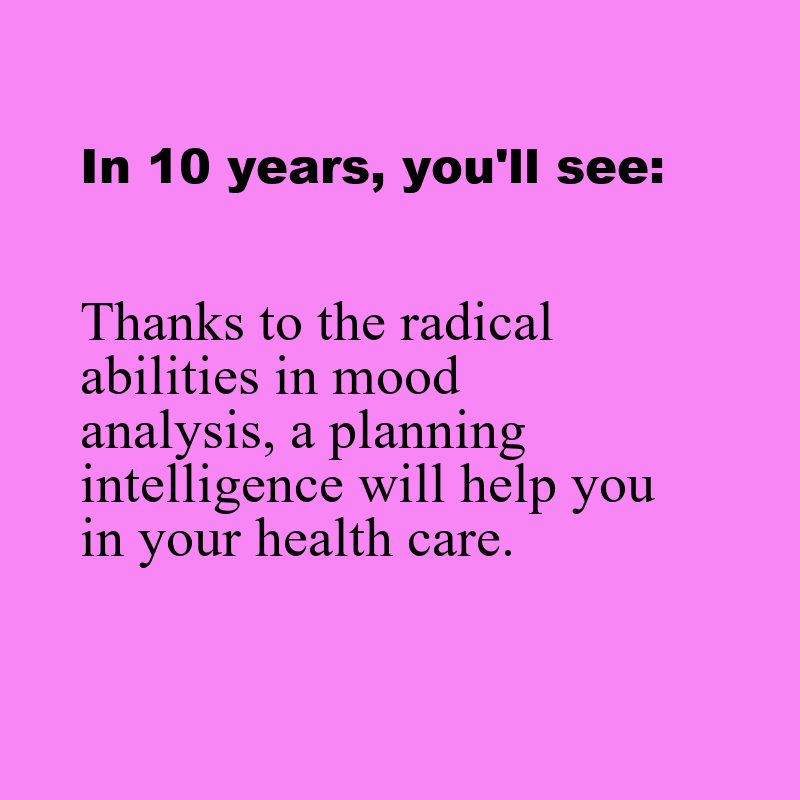 In 10 years, you'll see:
Thanks to the radical
abilities in mood
analysis, a planning
intelligence will help you
in your health care.